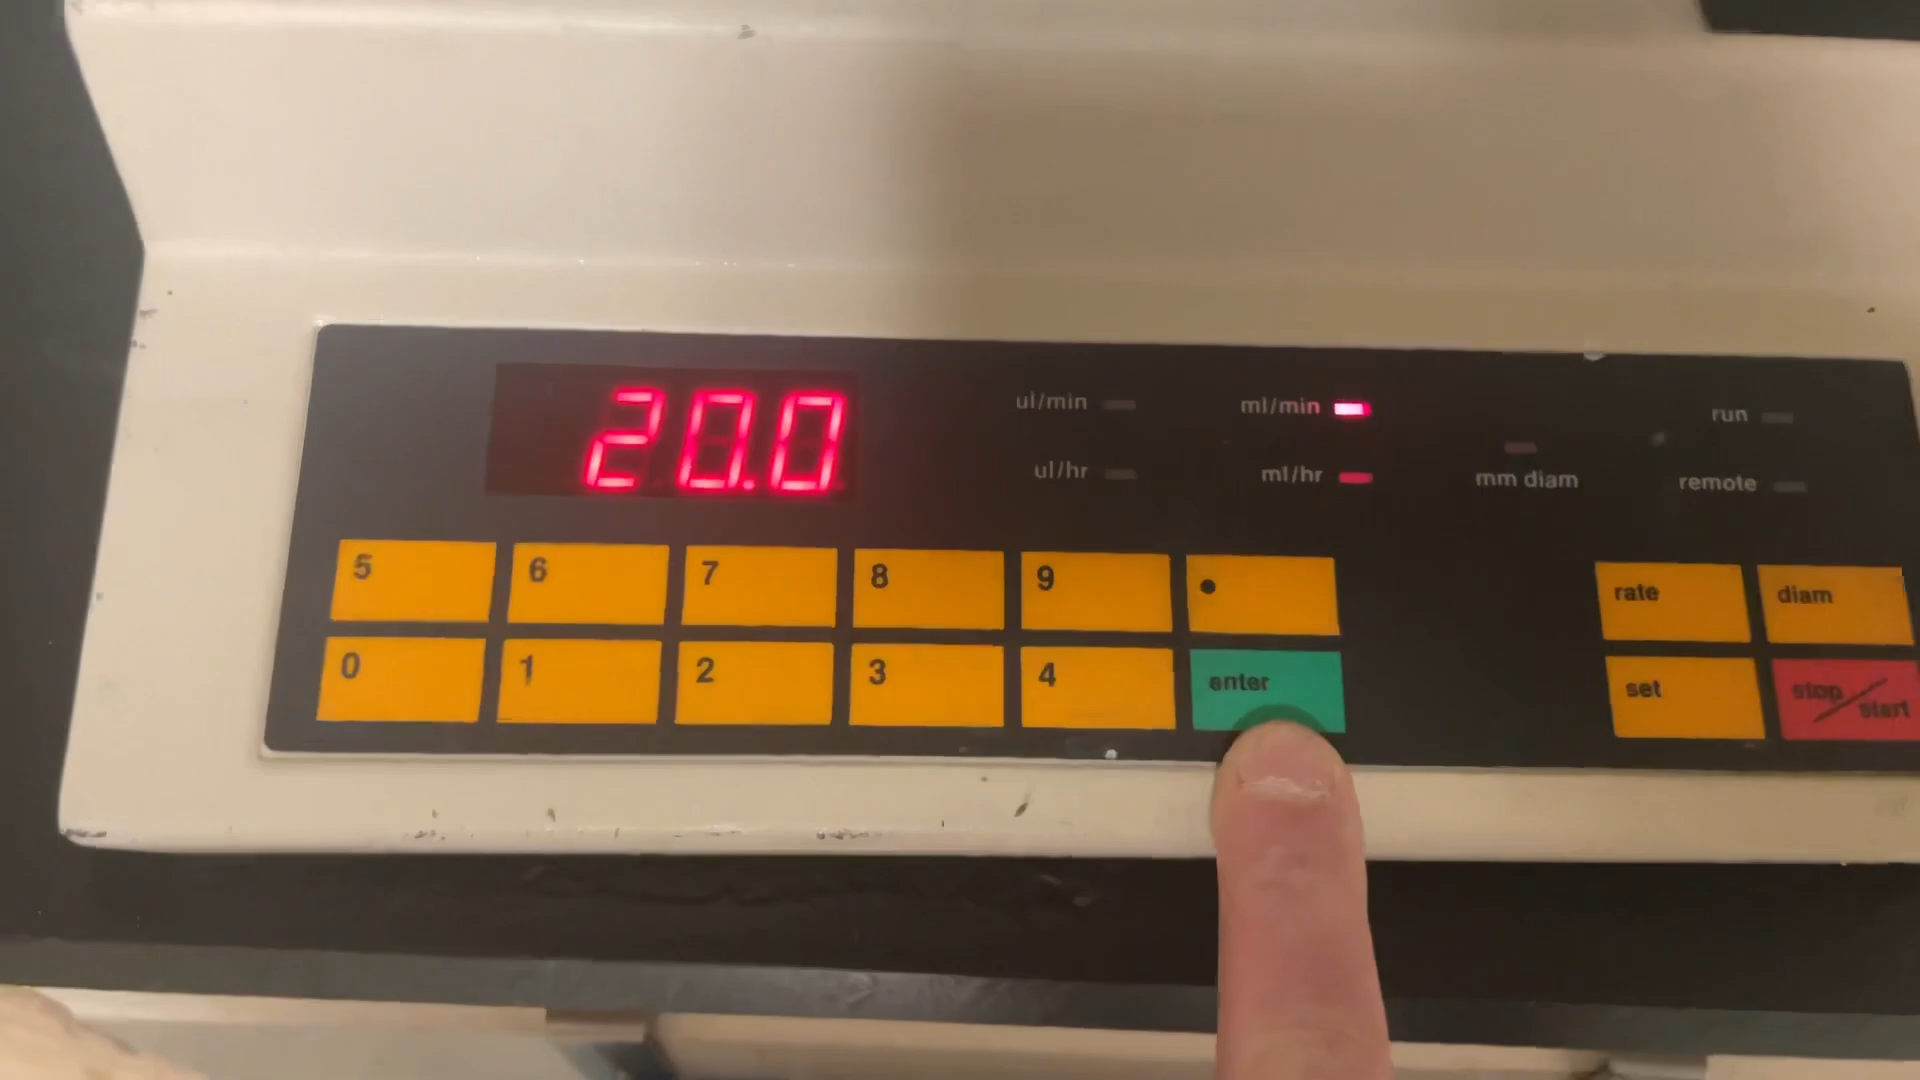 20.0
ul/min ml/min run
ul/hr ml/hr mm diam remote
5 6 7 8 9 • rate diam
0 1 2 3 4 enter set stop/start